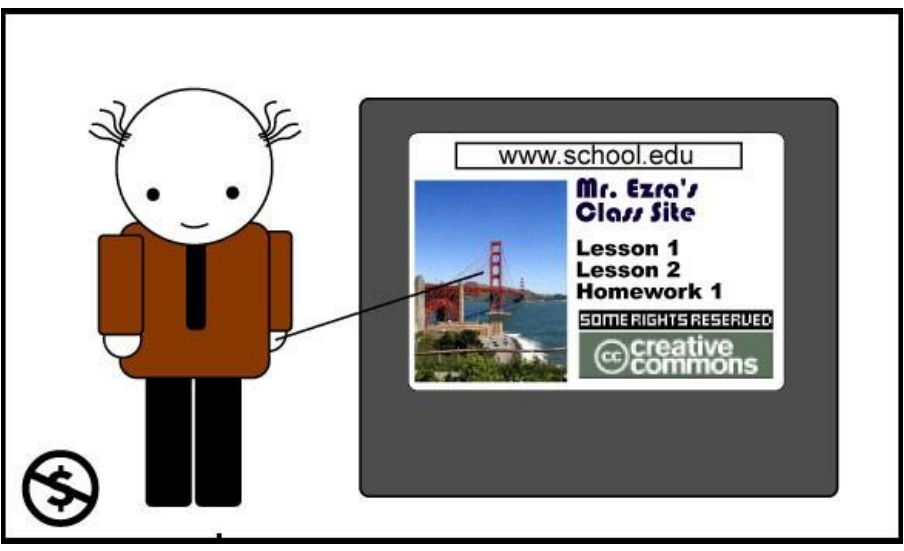 www.school.edu
Mr. Ezra's
Class Site
Lesson 1
Lesson 2
Homework 1
SOME RIGHTS RESERVED
cc creative
commons
$